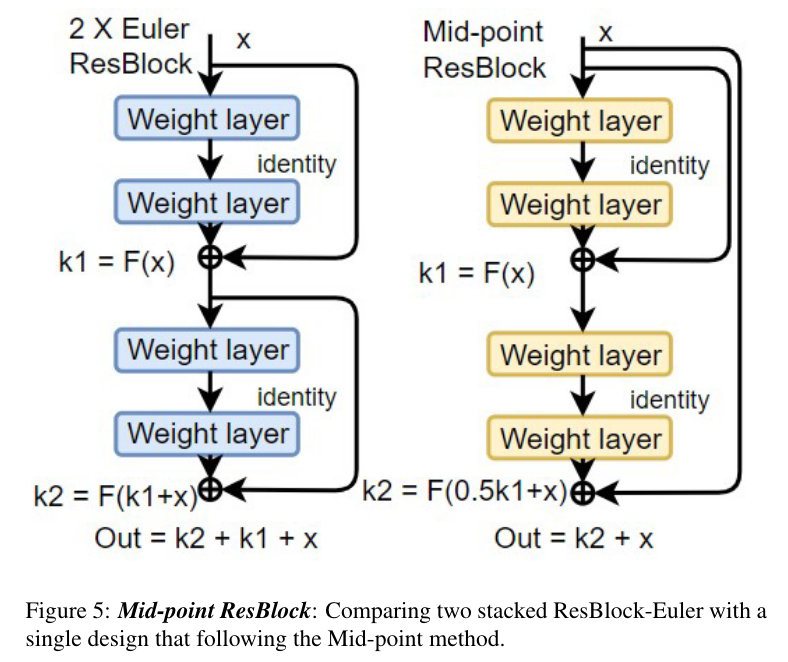 2 X Euler
ResBlock
x
Weight layer
identity
Weight layer
k1 = F(x)
Weight layer
identity
Weight layer
k2 = F(k1+x)
Out = k2 + k1 + x
Mid-point
ResBlock
x
Weight layer
identity
Weight layer
k1 = F(x)
Weight layer
identity
Weight layer
k2 = F(0.5k1+x)
Out = k2 + x
Figure 5: Mid-point ResBlock: Comparing two stacked ResBlock-Euler with a
single design that following the Mid-point method.